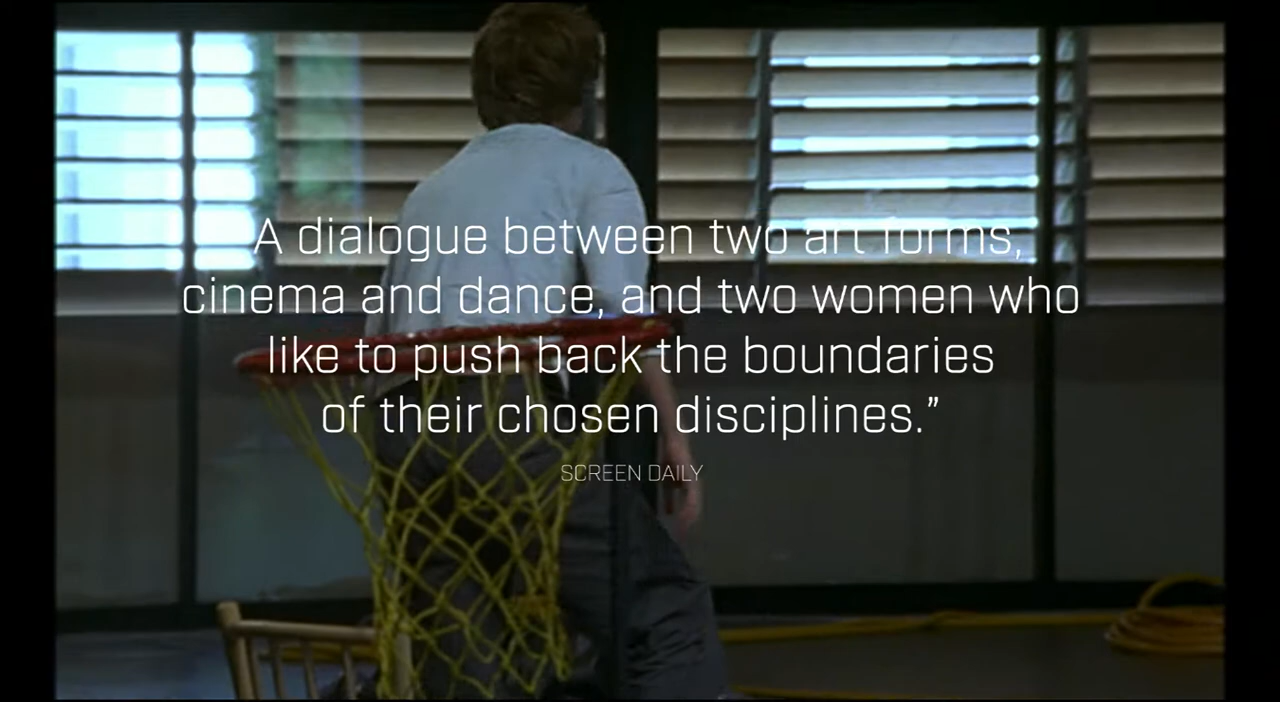 A dialogue between two art forms,
cinema and dance, and two women who
like to push back the boundaries
of their chosen disciplines.”
SCREEN DAILY